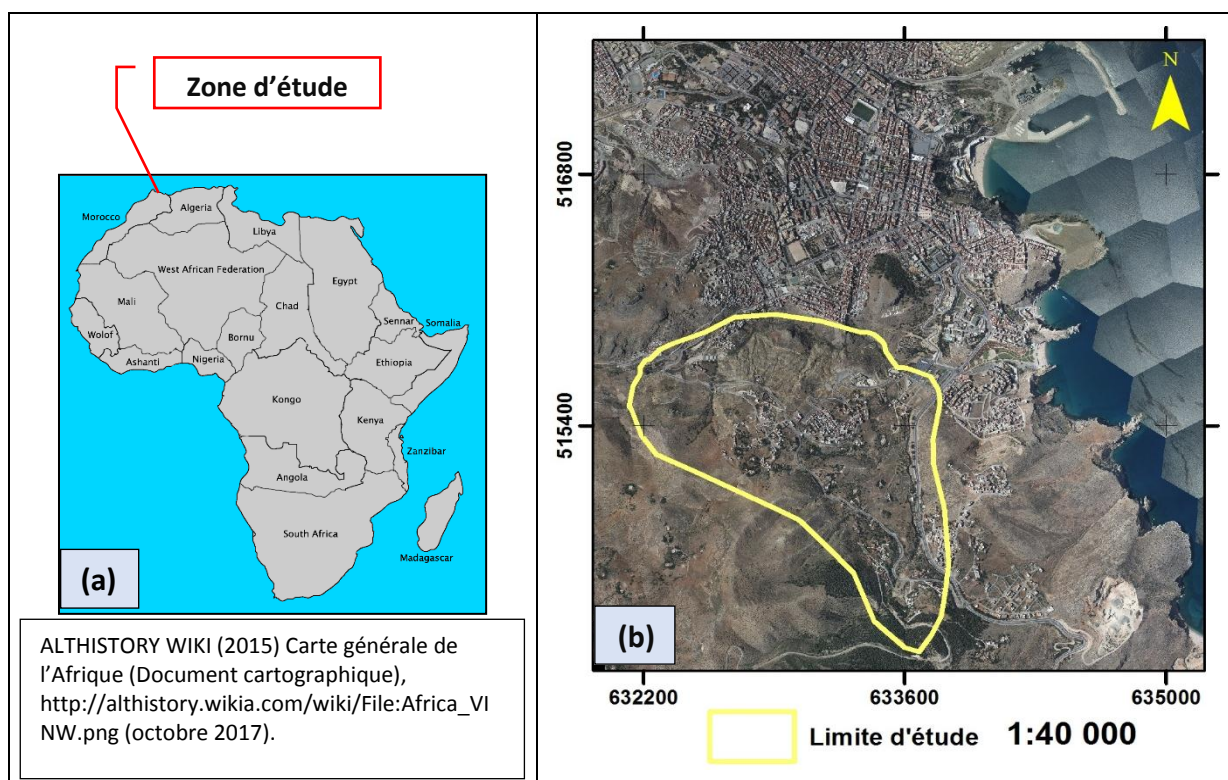 Zone d’étude
Morocco
Algeria
Libya
Egypt
West African Federation
Mali
Chad
Sennar
Somalia
Wolof
Bornu
Ashanti
Nigeria
Ethiopia
Kongo
Kenya
Zanzibar
Angola
South Africa
Madagascar
(a)
ALTHISTORY WIKI (2015) Carte générale de
l’Afrique (Document cartographique),
http://althistory.wikia.com/wiki/File:Africa_VI
NW.png (octobre 2017).
N
516800
515400
(b)
632200
633600
635000
Limite d'étude 1:40 000